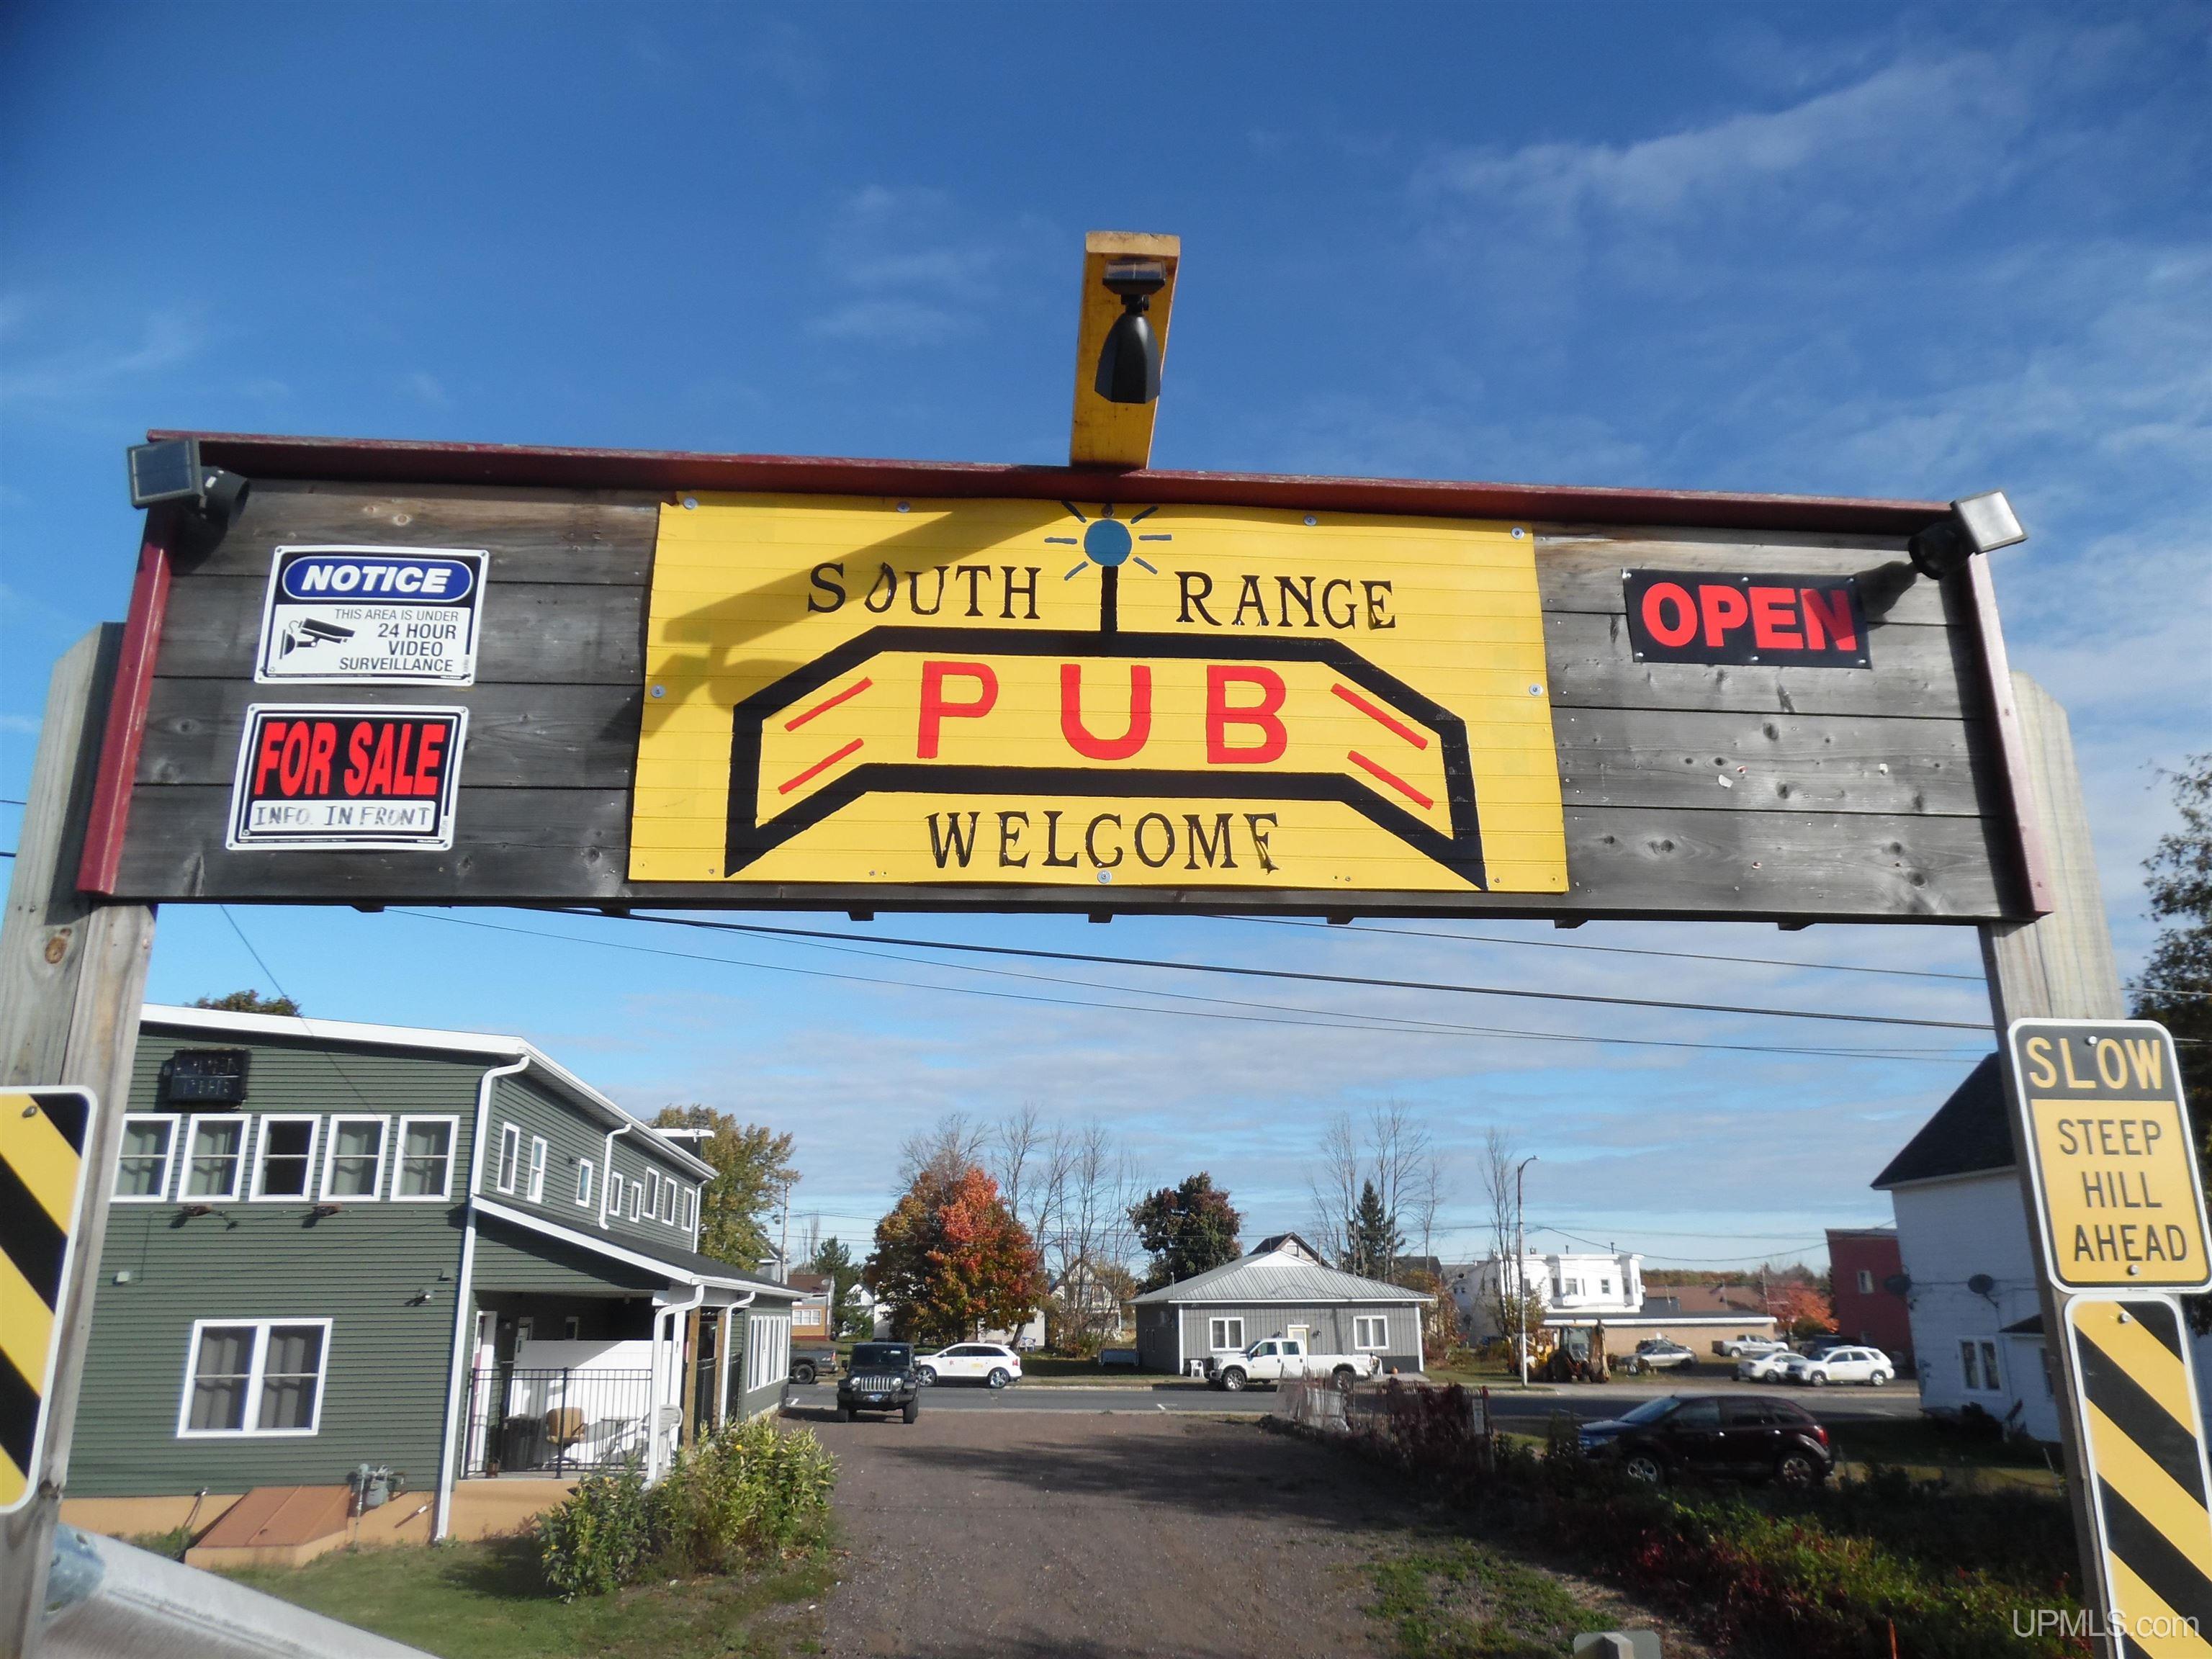 NOTICE
THIS AREA IS UNDER
24 HOUR
VIDEO
SURVEILLANCE
FOR SALE
INFO. IN FRONT
SOUTH RANGE
PUB
WELCOME
OPEN
SLOW
STEEP
HILL
AHEAD
UPMLS.com